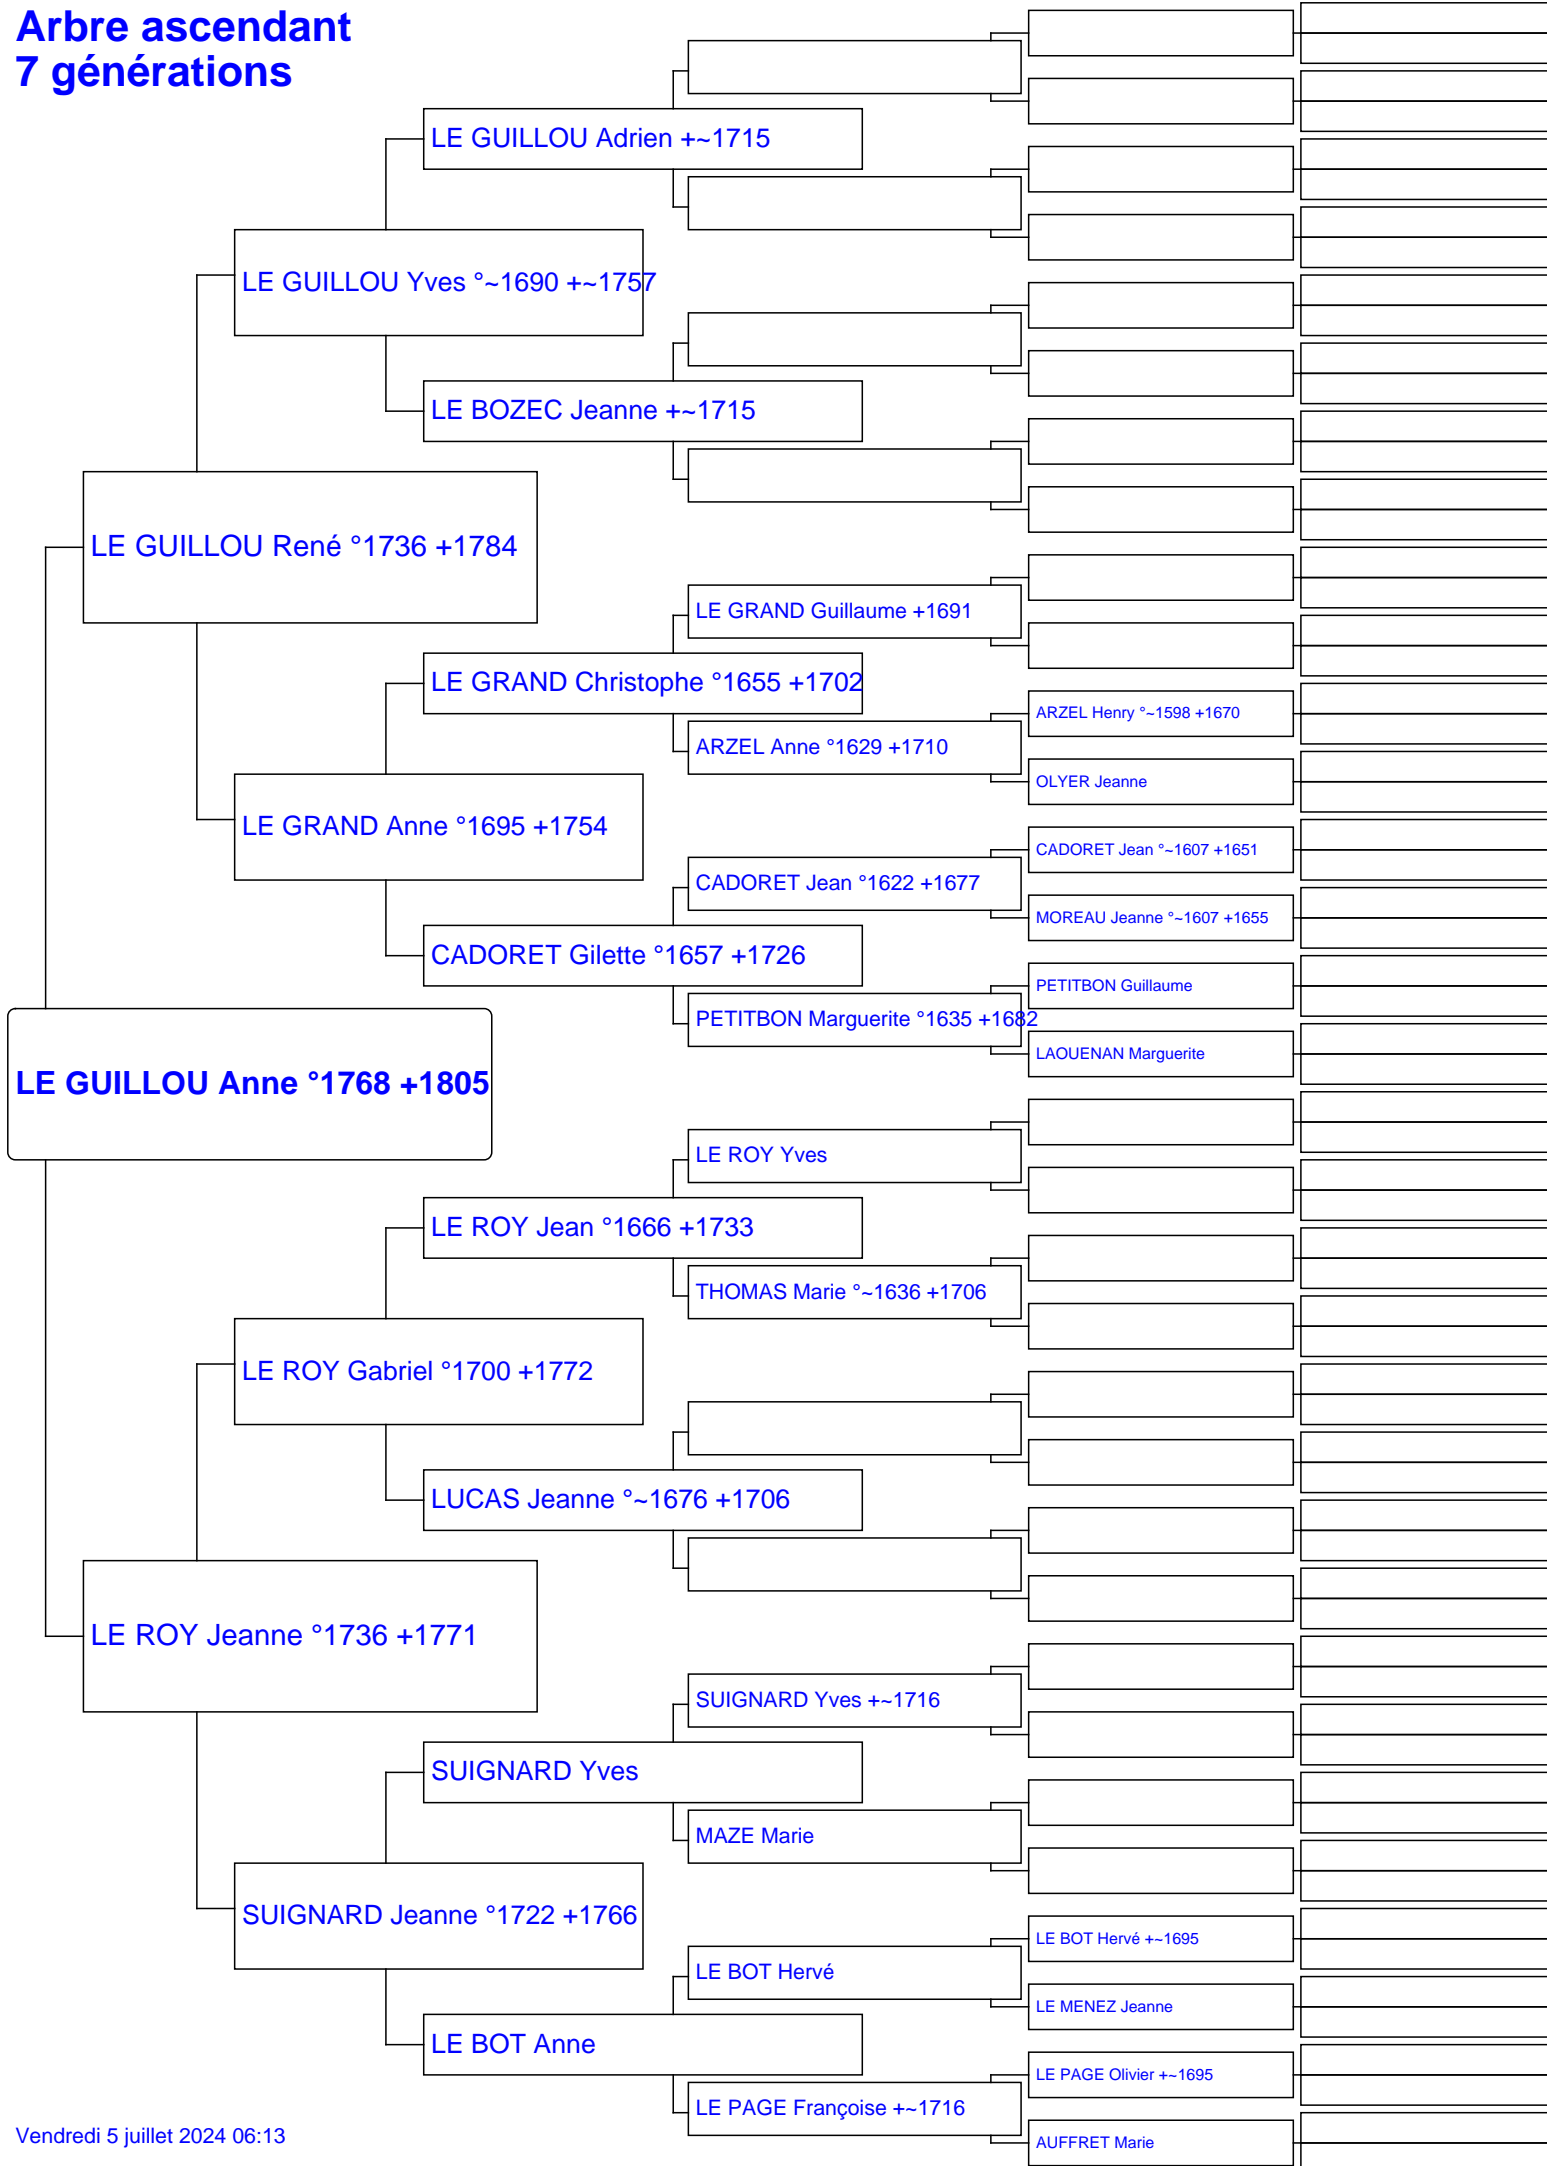 Arbre ascendant
7 générations
LE GUILLOU Adrien +~1715
LE GUILLOU Yves °~1690 +~1757
LE BOZEC Jeanne +~1715
LE GUILLOU René °1736 +1784
LE GRAND Guillaume +1691
LE GRAND Christophe °1655 +1702
ARZEL Henry °~1598 +1670
ARZEL Anne °1629 +1710
OLYER Jeanne
LE GRAND Anne °1695 +1754
CADORET Jean °~1607 +1651
CADORET Jean °1622 +1677
MOREAU Jeanne °~1607 +1655
CADORET Gilette °1657 +1726
PETITBON Guillaume
PETITBON Marguerite °1635 +1682
LAOUENAN Marguerite
LE GUILLOU Anne °1768 +1805
LE ROY Yves
LE ROY Jean °1666 +1733
THOMAS Marie °~1636 +1706
LE ROY Gabriel °1700 +1772
LUCAS Jeanne °~1676 +1706
LE ROY Jeanne °1736 +1771
SUIGNARD Yves +~1716
SUIGNARD Yves
MAZE Marie
SUIGNARD Jeanne °1722 +1766
LE BOT Hervé +~1695
LE BOT Hervé
LE MENEZ Jeanne
LE BOT Anne
LE PAGE Olivier +~1695
LE PAGE Françoise +~1716
AUFFRET Marie
Vendredi 5 juillet 2024 06:13